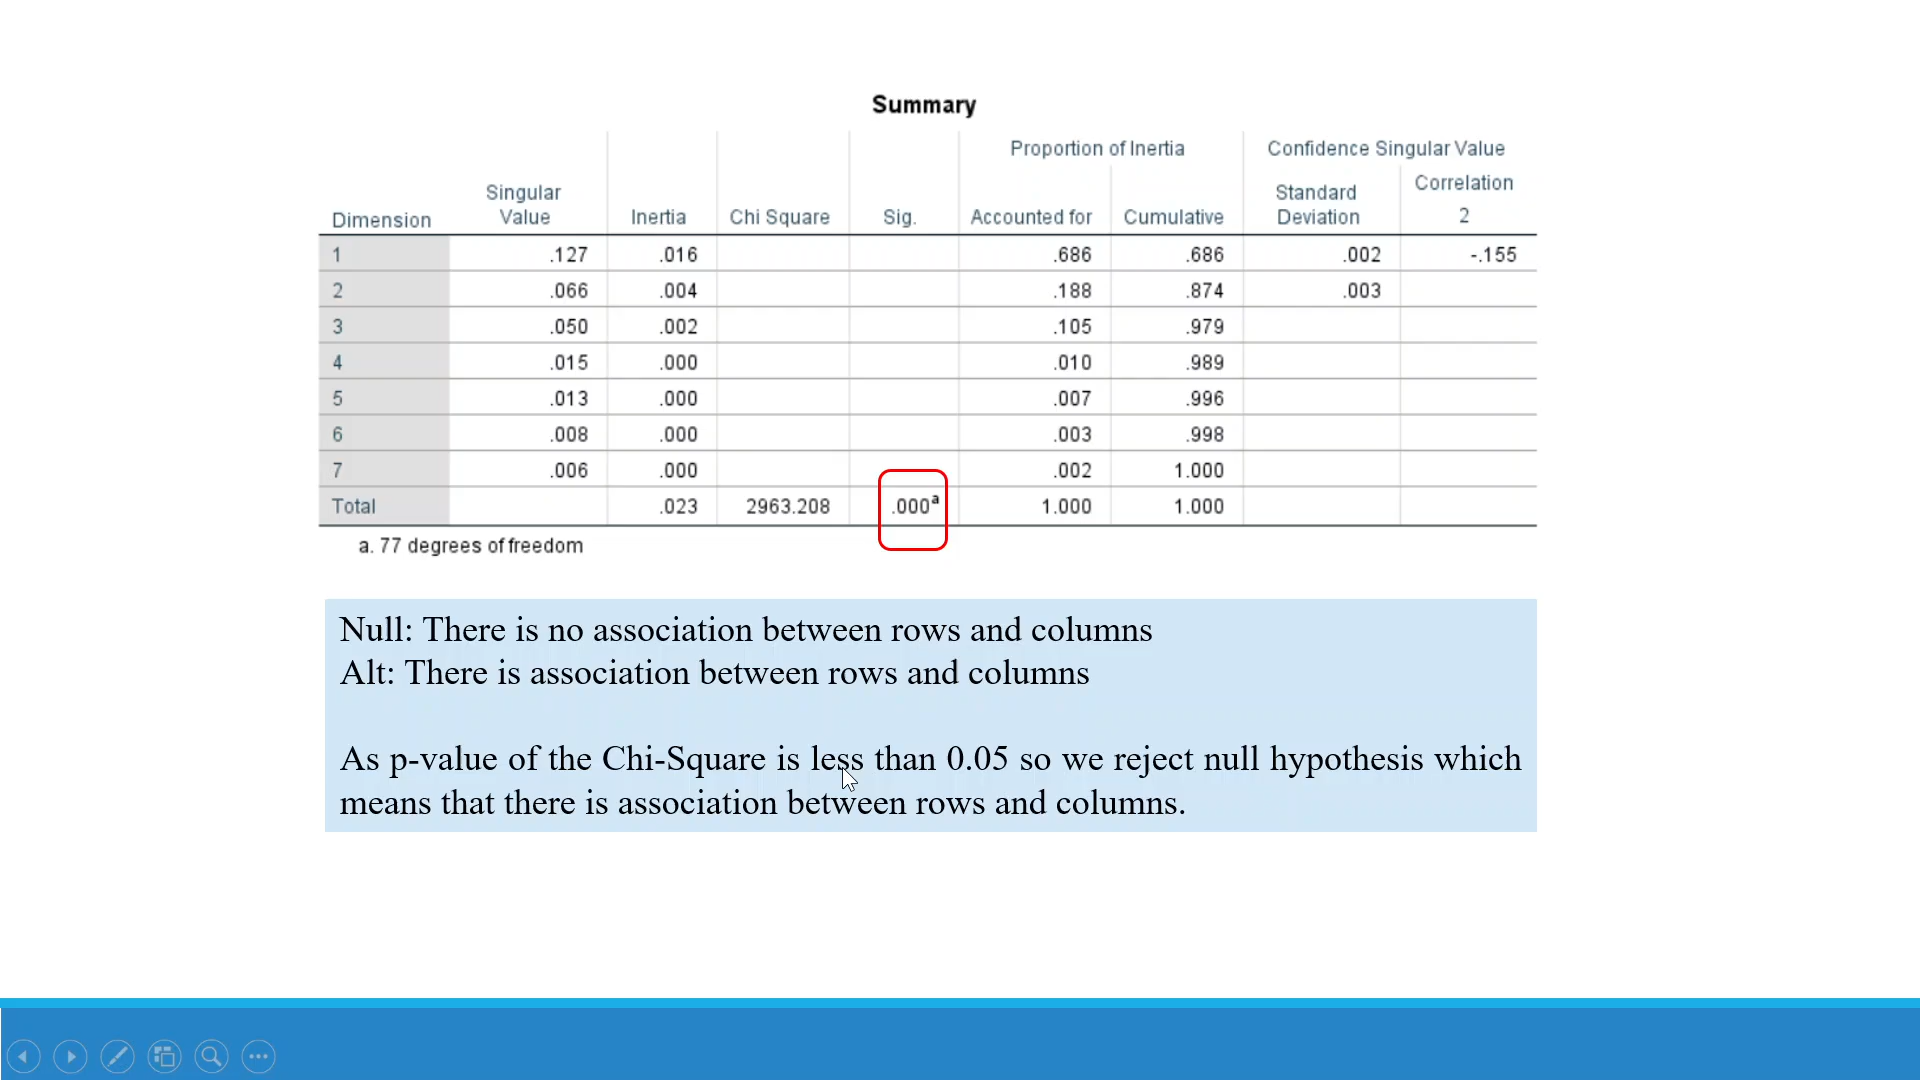 Summary
Proportion of Inertia Confidence Singular Value
Dimension Singular Value Inertia Chi Square Sig. Accounted for Cumulative Standard Deviation Correlation 2
1 .127 .016 .686 .686 .002 -.155
2 .066 .004 .188 .874 .003
3 .050 .002 .105 .979
4 .015 .000 .010 .989
5 .013 .000 .007 .996
6 .008 .000 .003 .998
7 .006 .000 .002 1.000
Total .023 2963.208 .000a 1.000 1.000
a. 77 degrees of freedom
Null: There is no association between rows and columns
Alt: There is association between rows and columns
As p-value of the Chi-Square is less than 0.05 so we reject null hypothesis which
means that there is association between rows and columns.